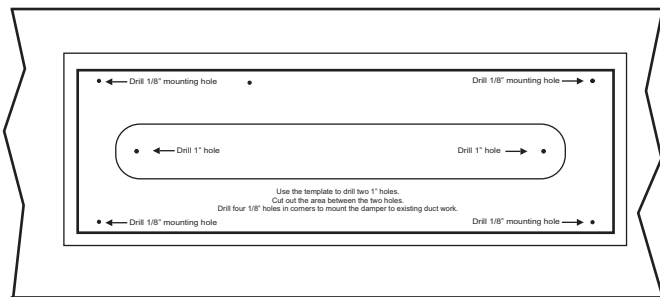 Drill 1/8" mounting hole
Drill 1/8" mounting hole
Drill 1" hole
Drill 1" hole
Use the template to drill two 1" holes.
Cut out the area between the two holes.
Drill four 1/8" holes in corners to mount the damper to existing duct work.
Drill 1/8" mounting hole
Drill 1/8" mounting hole